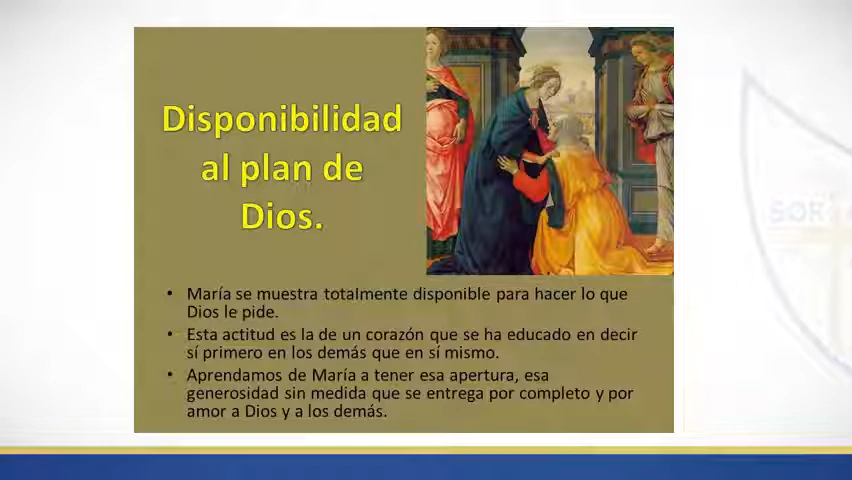 Disponibilidad
al plan de
Dios.
• María se muestra totalmente disponible para hacer lo que
Dios le pide.
• Esta actitud es la de un corazón que se ha educado en decir
sí primero en los demás que en sí mismo.
• Aprendamos de María a tener esa apertura, esa
generosidad sin medida que se entrega por completo y por
amor a Dios y a los demás.